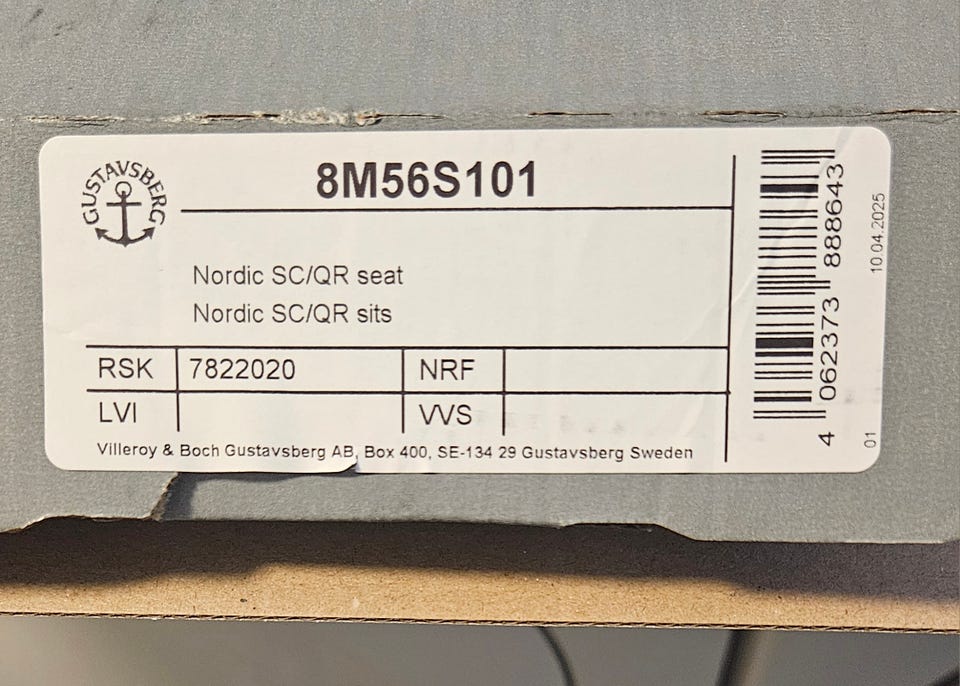 GUSTAVSBERG
8M56S101
Nordic SC/QR seat
Nordic SC/QR sits
RSK 7822020 NRF
LVI VVS
Villeroy & Boch Gustavsberg AB, Box 400, SE-134 29 Gustavsberg Sweden
4 062373 888643
10.04.2025
01